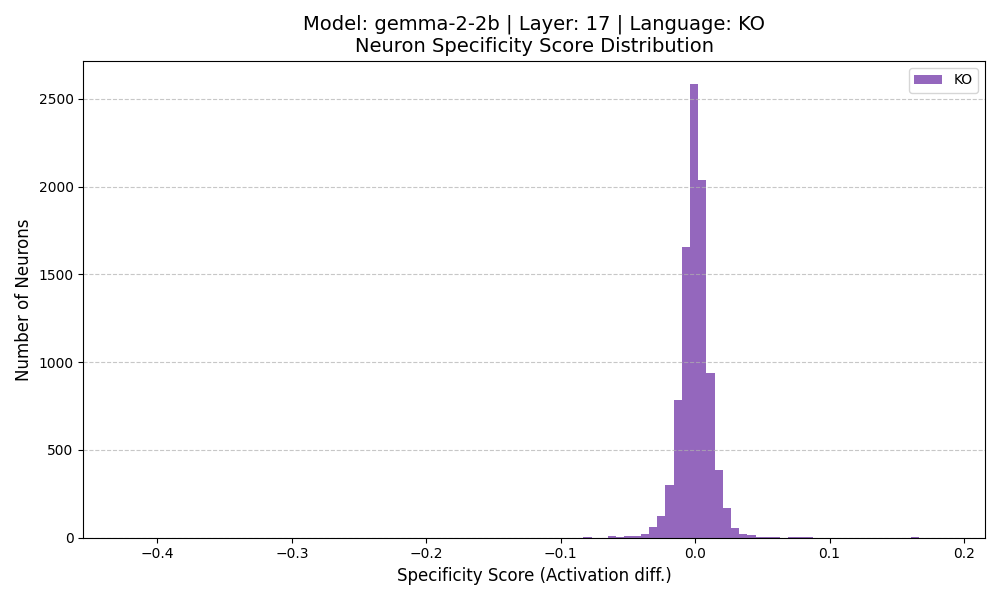 Model: gemma-2-2b | Layer: 17 | Language: KO
Neuron Specificity Score Distribution
KO
2500
2000
1500
1000
500
0
Number of Neurons
−0.4
−0.3
−0.2
−0.1
0.0
0.1
0.2
Specificity Score (Activation diff.)